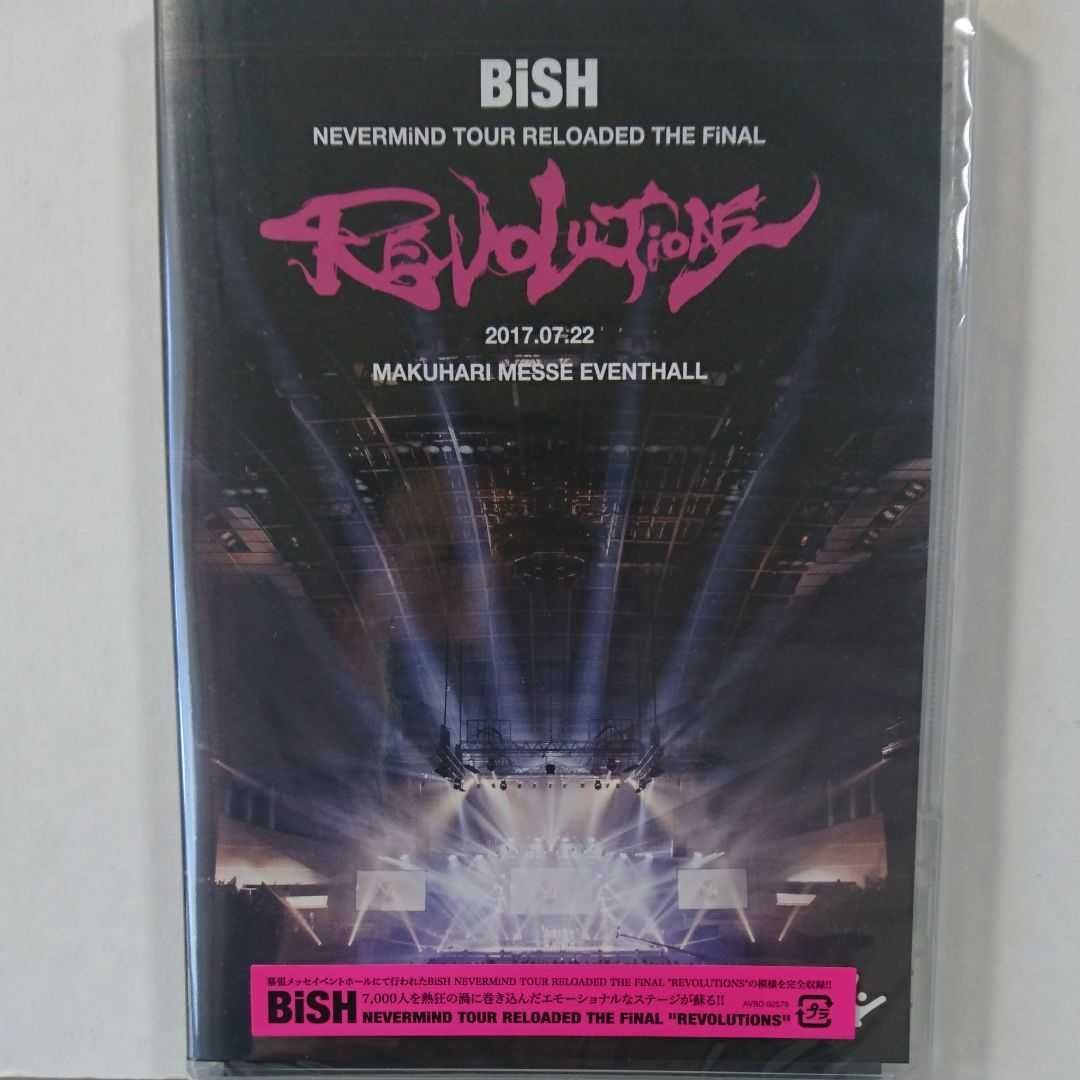 BiSH
NEVERMiND TOUR RELOADED THE FiNAL
REVOLUTiONS
2017.07.22
MAKUHARI MESSE EVENTHALL
幕張メッセイベントホールにて行われたBiSH NEVERMiND TOUR RELOADED THE FiNAL "REVOLUTiONS"の模様を完全収録!!
BiSH
7,000人を熱狂の渦に巻き込んだエモーショナルなステージが蘇る!!
NEVERMiND TOUR RELOADED THE FiNAL "REVOLUTiONS"
プラ